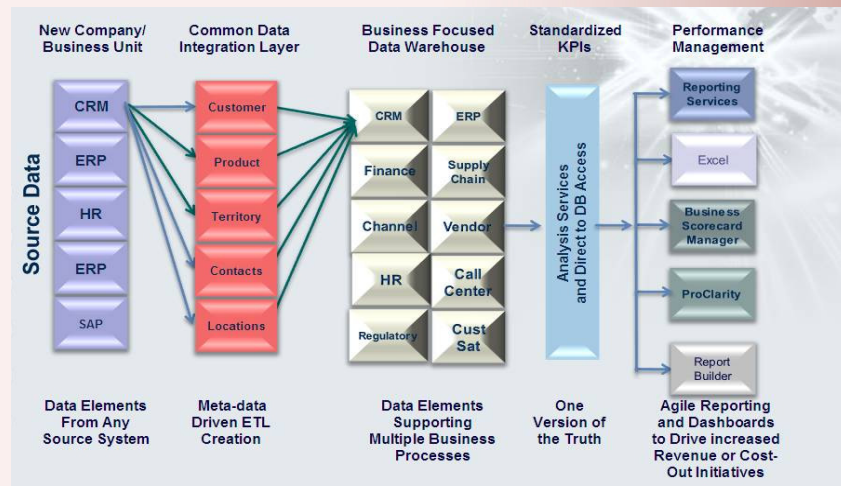 New Company/
Business Unit
Common Data
Integration Layer
Business Focused
Data Warehouse
Standardized
KPIs
Performance
Management
Source Data
CRM
ERP
HR
ERP
SAP
Customer
Product
Territory
Contacts
Locations
CRM
ERP
Finance
Supply
Chain
Channel
Vendor
HR
Call
Center
Regulatory
Cust
Sat
Analysis Services
and Direct to DB Access
Reporting
Services
Excel
Business
Scorecard
Manager
ProClarity
Report
Builder
Data Elements
From Any
Source System
Meta-data
Driven ETL
Creation
Data Elements
Supporting
Multiple Business
Processes
One
Version of
the Truth
Agile Reporting
and Dashboards
to Drive increased
Revenue or Cost-
Out Initiatives